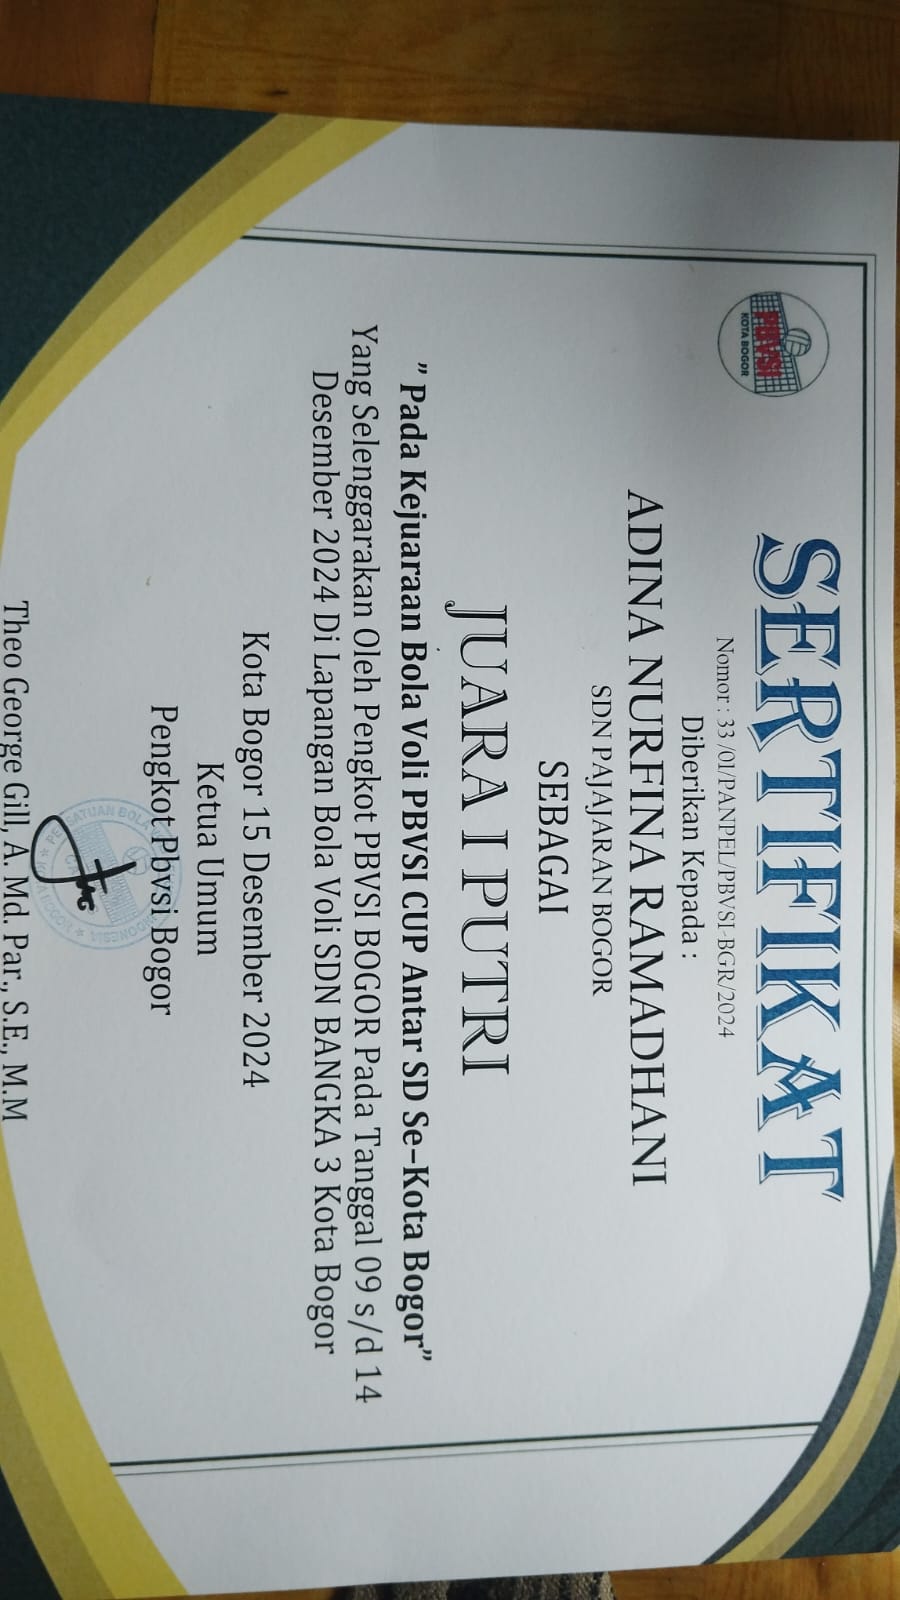 PBVSI
KOTA BOGOR
SERTIFIKAT
Nomor : 33 /01/PANPEL/PBVSI-BGR/2024
Diberikan Kepada :
ADINA NURFINA RAMADHANI
SDN PAJAJARAN BOGOR
SEBAGAI
JUARA I PUTRI
" Pada Kejuaraan Bola Voli PBVSI CUP Antar SD Se-Kota Bogor"
Yang Selenggarakan Oleh Pengkot PBVSI BOGOR Pada Tanggal 09 s/d 14
Desember 2024 Di Lapangan Bola Voli SDN BANGKA 3 Kota Bogor
Kota Bogor 15 Desember 2024
Ketua Umum
Pengkot Pbvsi Bogor
Theo George Gill, A. Md. Par., S.E., M.M